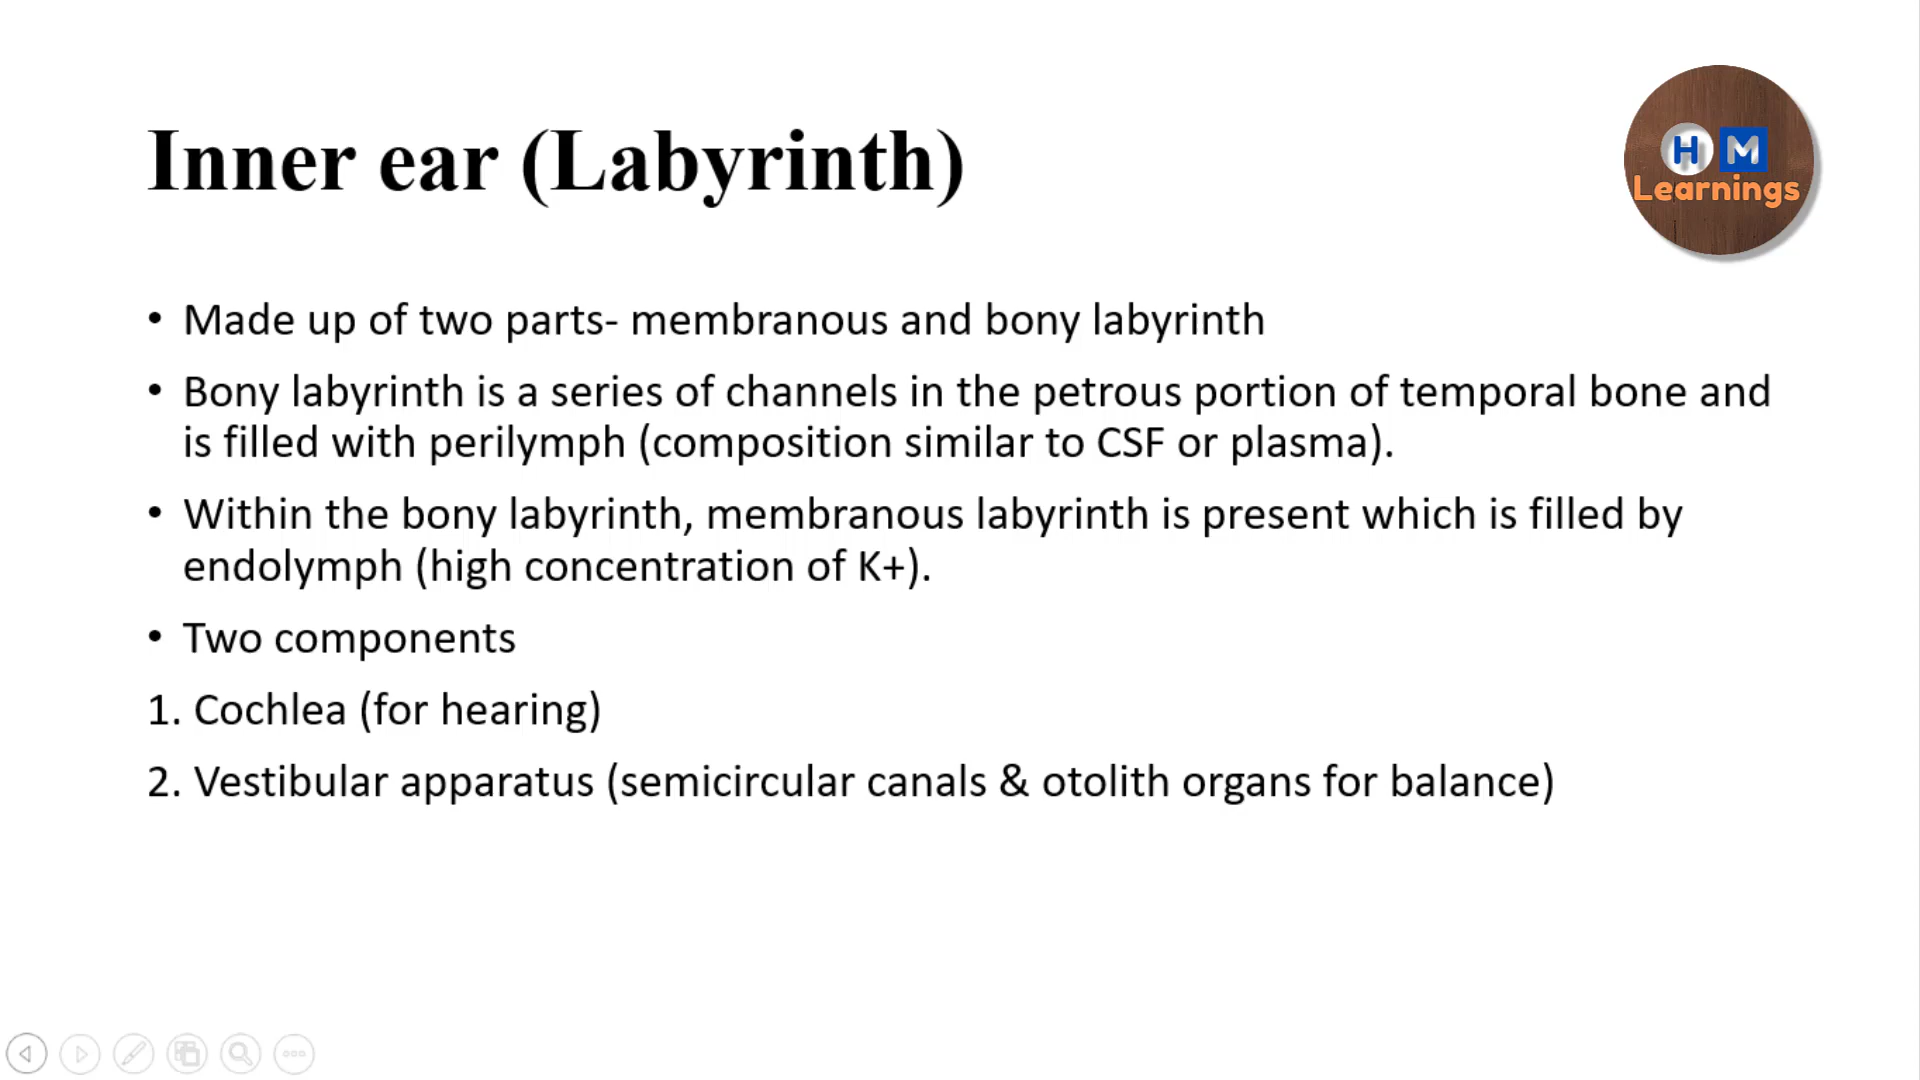 Inner ear (Labyrinth)
H M
Learnings
• Made up of two parts- membranous and bony labyrinth
• Bony labyrinth is a series of channels in the petrous portion of temporal bone and
is filled with perilymph (composition similar to CSF or plasma).
• Within the bony labyrinth, membranous labyrinth is present which is filled by
endolymph (high concentration of K+).
• Two components
1. Cochlea (for hearing)
2. Vestibular apparatus (semicircular canals & otolith organs for balance)